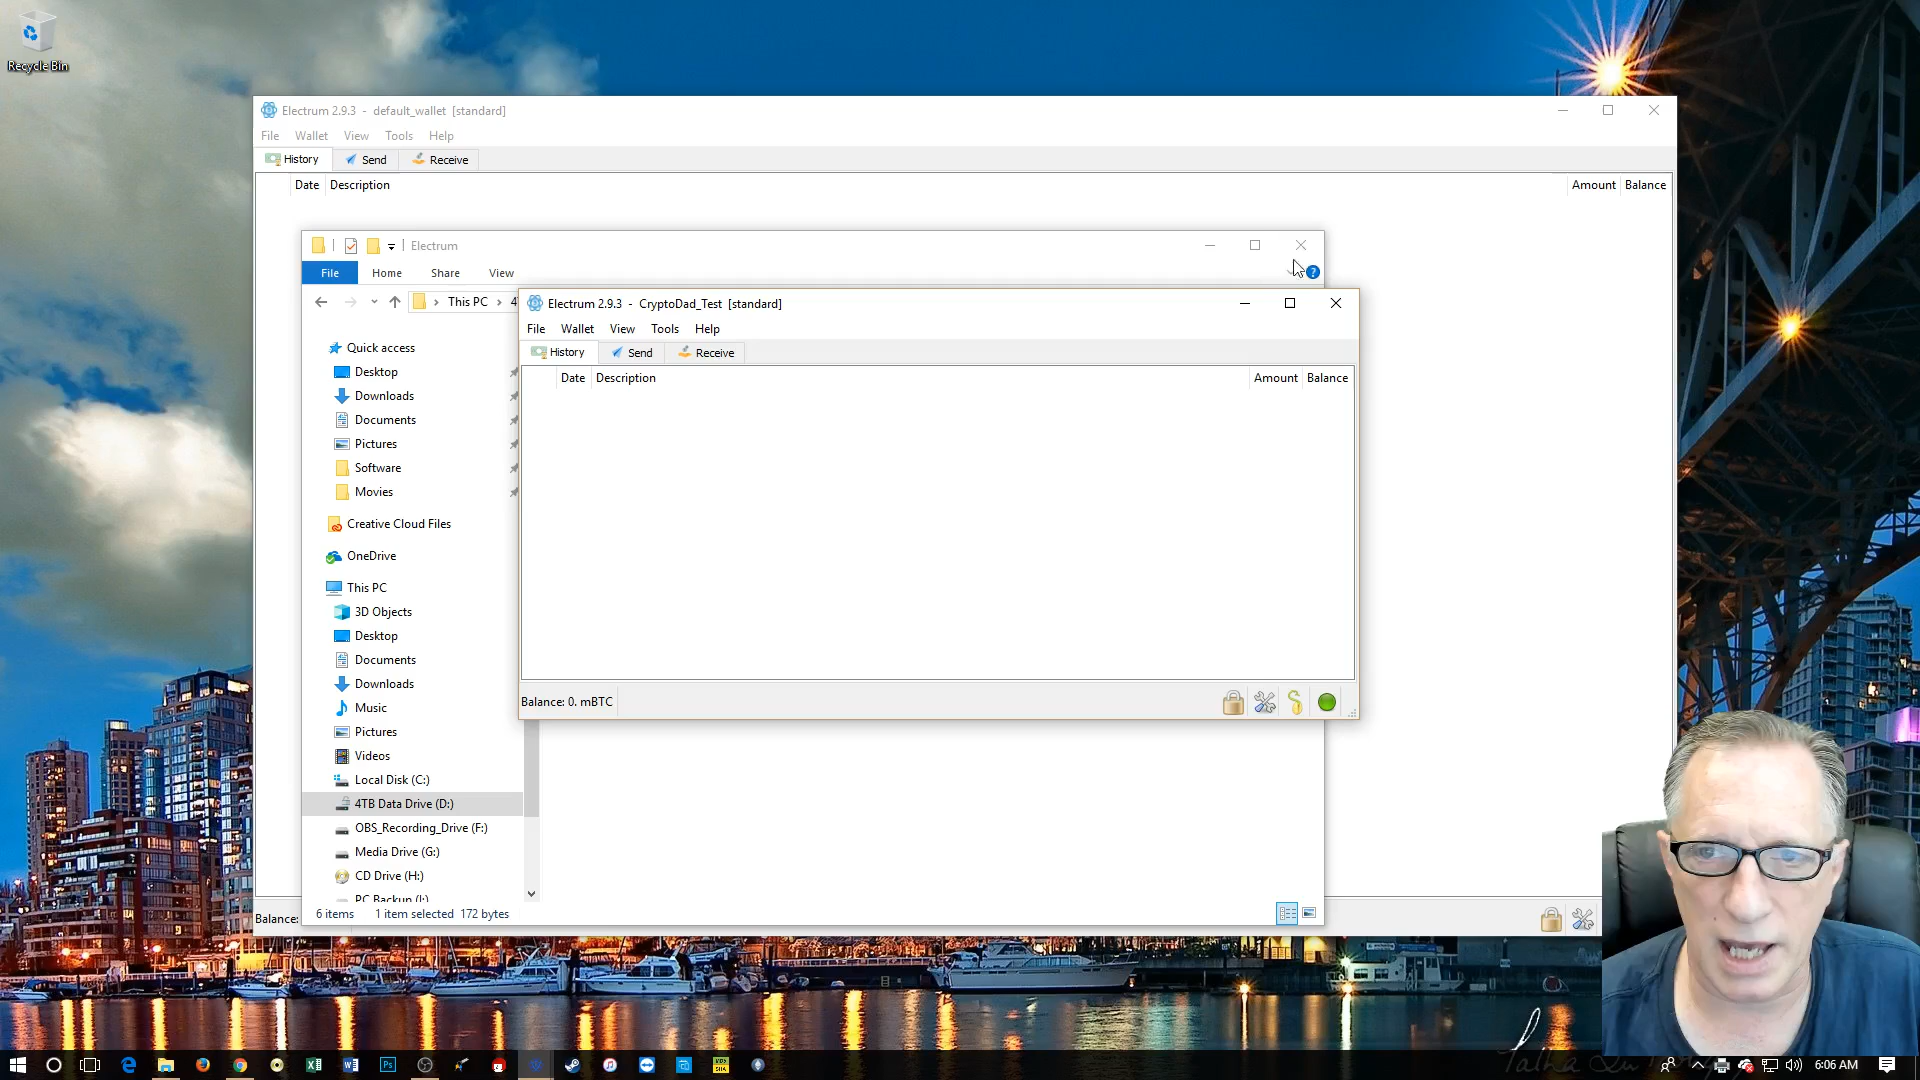 Recycle Bin
Electrum 2.9.3 - default_wallet [standard]
File Wallet View Tools Help
History Send Receive
Date Description Amount Balance
Electrum
File Home Share View
This PC
Electrum 2.9.3 - CryptoDad_Test [standard]
File Wallet View Tools Help
History Send Receive
Date Description Amount Balance
Quick access
Desktop
Downloads
Documents
Pictures
Software
Movies
Creative Cloud Files
OneDrive
This PC
3D Objects
Desktop
Documents
Downloads
Music
Pictures
Videos
Local Disk (C:)
4TB Data Drive (D:)
OBS_Recording_Drive (F:)
Media Drive (G:)
CD Drive (H:)
PC Backup (I:)
Balance: 0. mBTC
6 items 1 item selected 172 bytes
Balance:
6:06 AM